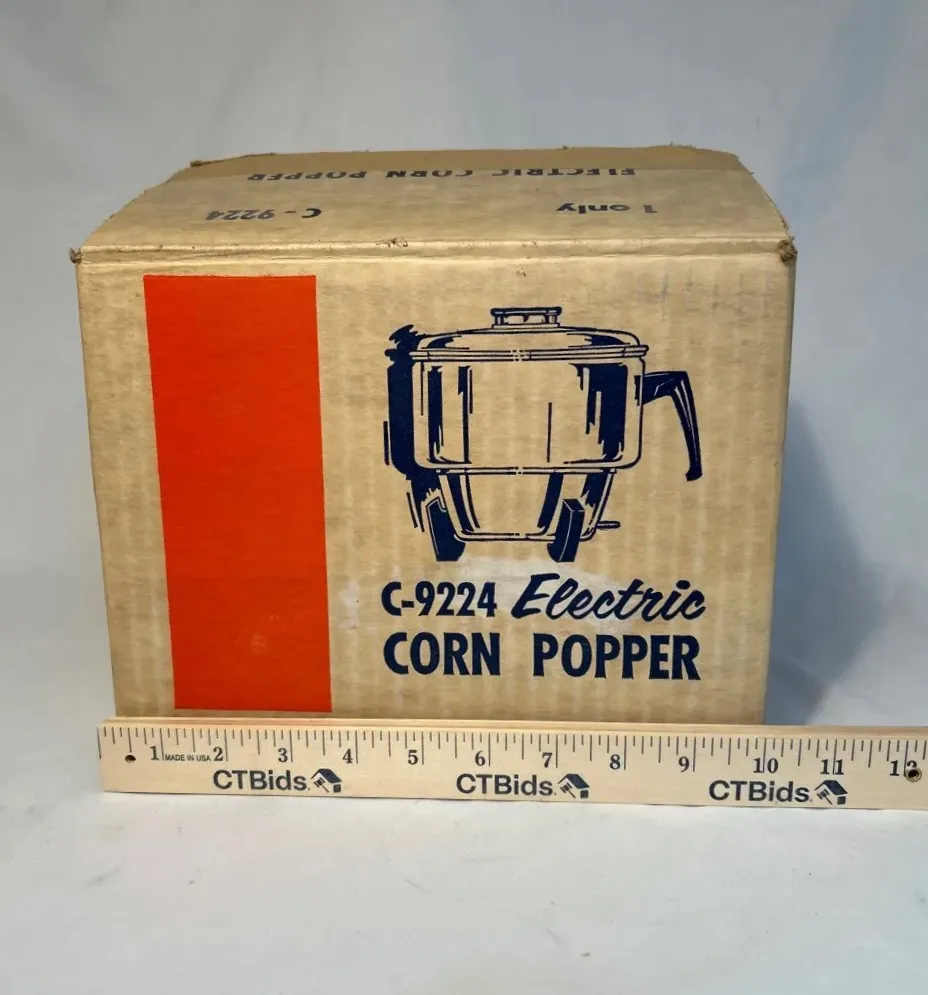 ELECTRIC CORN POPPER
1 only C-9224
C-9224 Electric
CORN POPPER
1 MADE IN USA 2 3 4 5 6 7 8 9 10 11 12
CTBids. CTBids. CTBids.